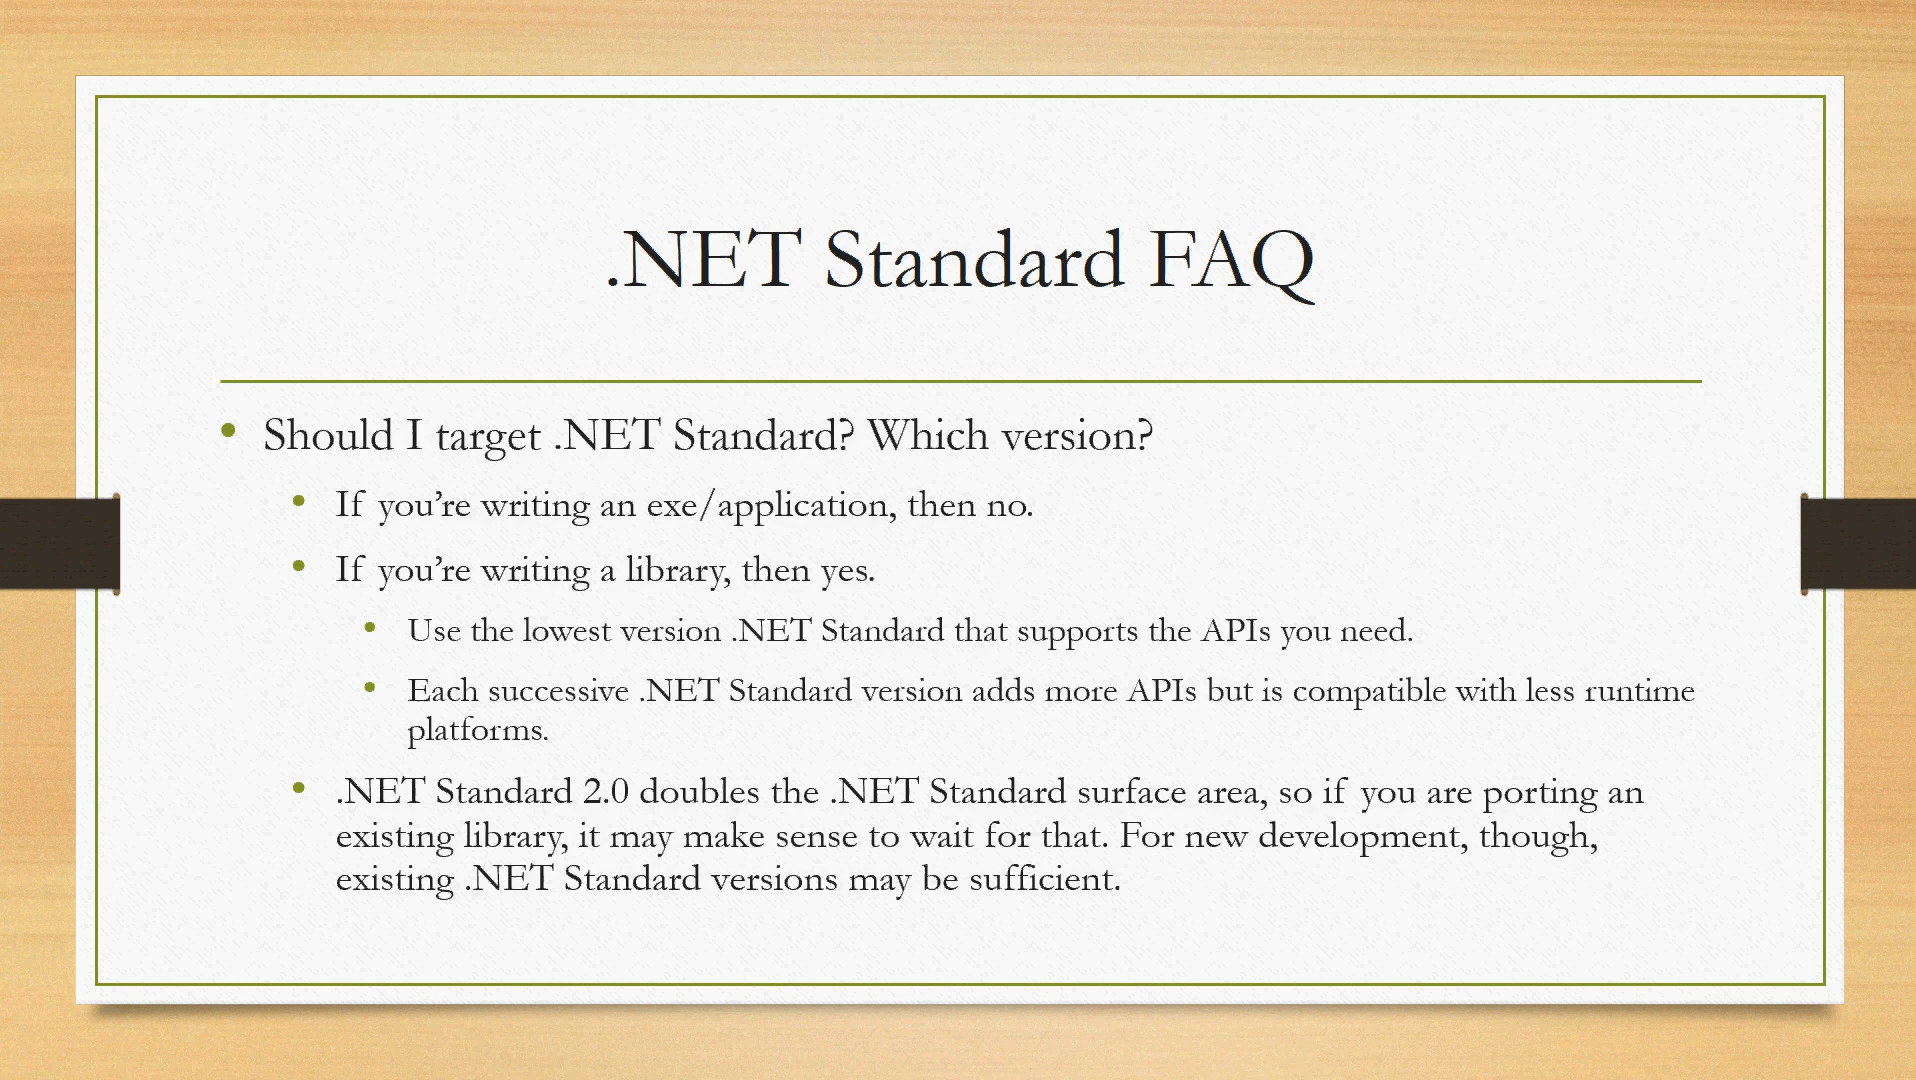 .NET Standard FAQ
• Should I target .NET Standard? Which version?
• If you’re writing an exe/application, then no.
• If you’re writing a library, then yes.
• Use the lowest version .NET Standard that supports the APIs you need.
• Each successive .NET Standard version adds more APIs but is compatible with less runtime
platforms.
• .NET Standard 2.0 doubles the .NET Standard surface area, so if you are porting an
existing library, it may make sense to wait for that. For new development, though,
existing .NET Standard versions may be sufficient.